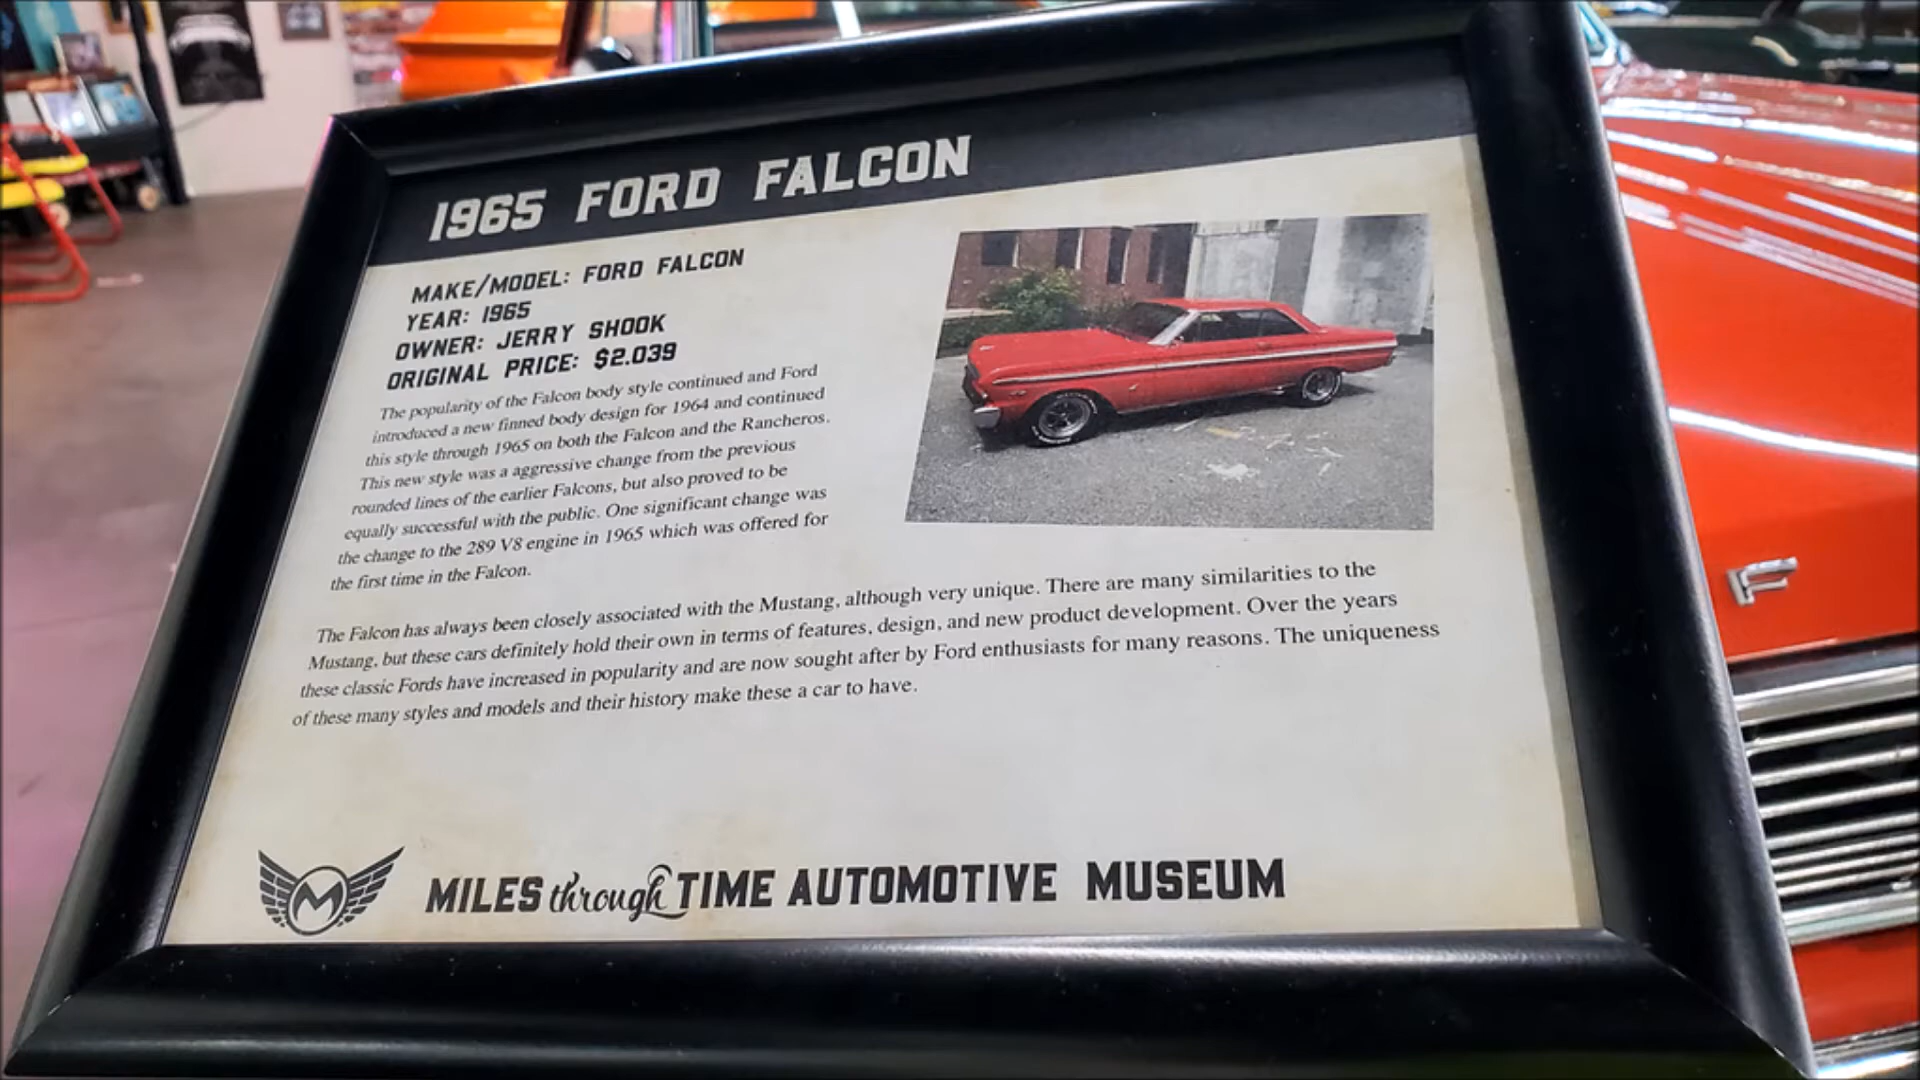 1965 FORD FALCON
MAKE/MODEL: FORD FALCON
YEAR: 1965
OWNER: JERRY SHOOK
ORIGINAL PRICE: $2.039
The popularity of the Falcon body style continued and Ford
introduced a new finned body design for 1964 and continued
this style through 1965 on both the Falcon and the Rancheros.
This new style was a aggressive change from the previous
rounded lines of the earlier Falcons, but also proved to be
equally successful with the public. One significant change was
the change to the 289 V8 engine in 1965 which was offered for
the first time in the Falcon.
The Falcon has always been closely associated with the Mustang, although very unique. There are many similarities to the
Mustang, but these cars definitely hold their own in terms of features, design, and new product development. Over the years
these classic Fords have increased in popularity and are now sought after by Ford enthusiasts for many reasons. The uniqueness
of these many styles and models and their history make these a car to have.
M
MILES through TIME AUTOMOTIVE MUSEUM
F